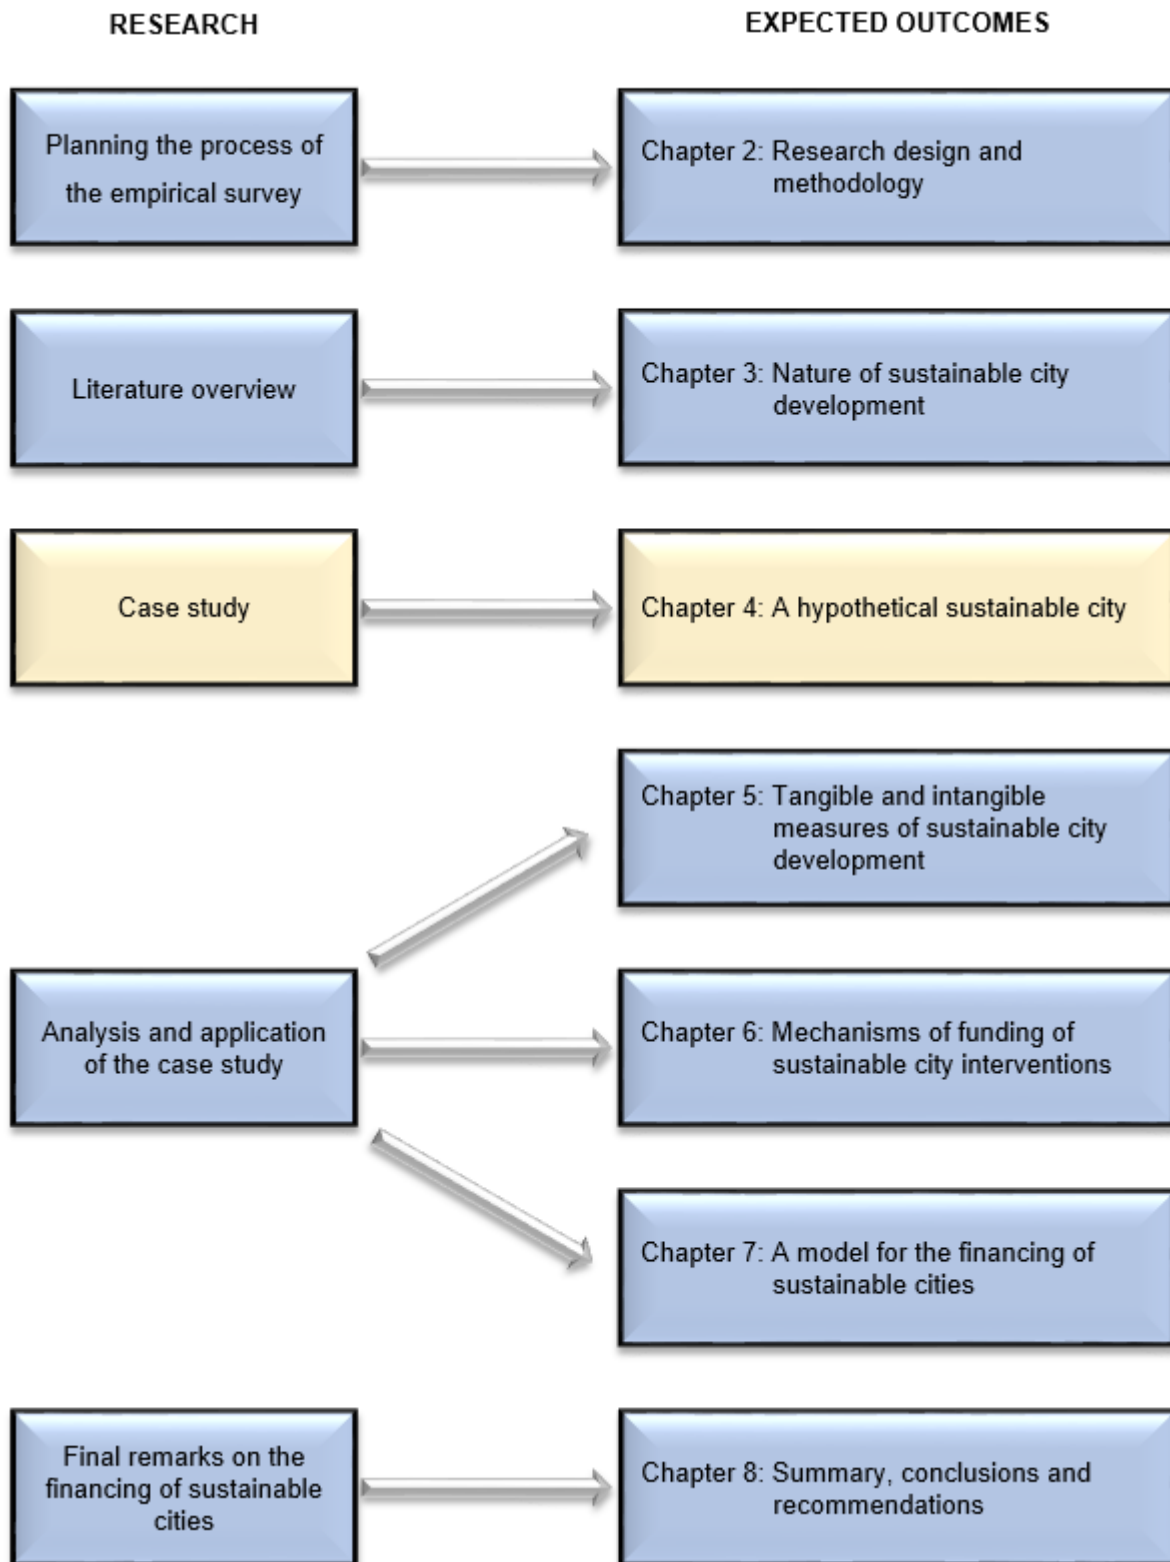 RESEARCH
EXPECTED OUTCOMES
Planning the process of
the empirical survey
Chapter 2: Research design and
methodology
Literature overview
Chapter 3: Nature of sustainable city
development
Case study
Chapter 4: A hypothetical sustainable city
Analysis and application
of the case study
Chapter 5: Tangible and intangible
measures of sustainable city
development
Chapter 6: Mechanisms of funding of
sustainable city interventions
Chapter 7: A model for the financing of
sustainable cities
Final remarks on the
financing of sustainable
cities
Chapter 8: Summary, conclusions and
recommendations